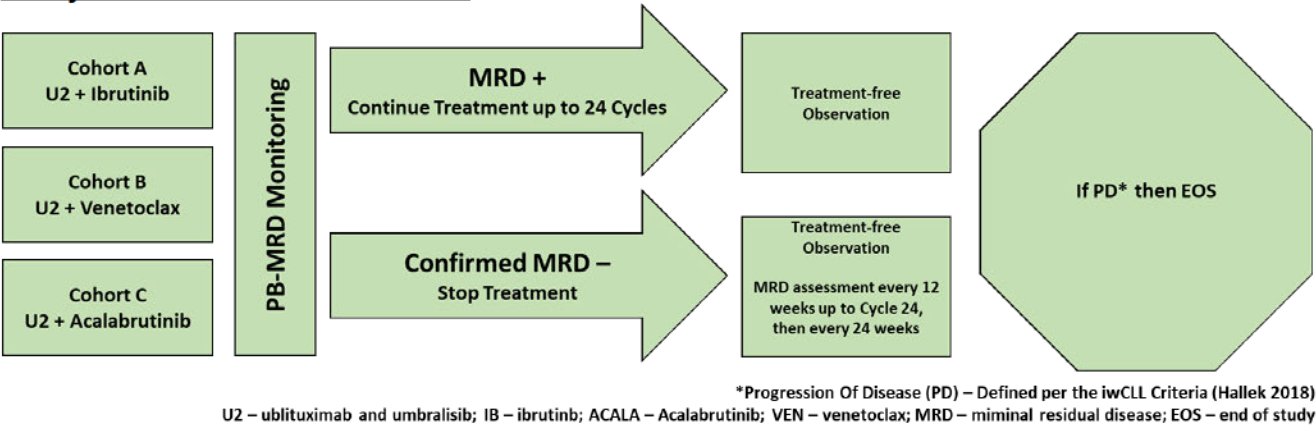 Cohort A
U2 + Ibrutinib
Cohort B
U2 + Venetoclax
Cohort C
U2 + Acalabrutinib
PB-MRD Monitoring
MRD +
Continue Treatment up to 24 Cycles
Confirmed MRD –
Stop Treatment
Treatment-free
Observation
Treatment-free
Observation
MRD assessment every 12
weeks up to Cycle 24,
then every 24 weeks
If PD* then EOS
*Progression Of Disease (PD) – Defined per the iwCLL Criteria (Hallek 2018)
U2 – ublituximab and umbralisib; IB – ibrutinb; ACALA – Acalabrutinib; VEN – venetoclax; MRD – miminal residual disease; EOS – end of study